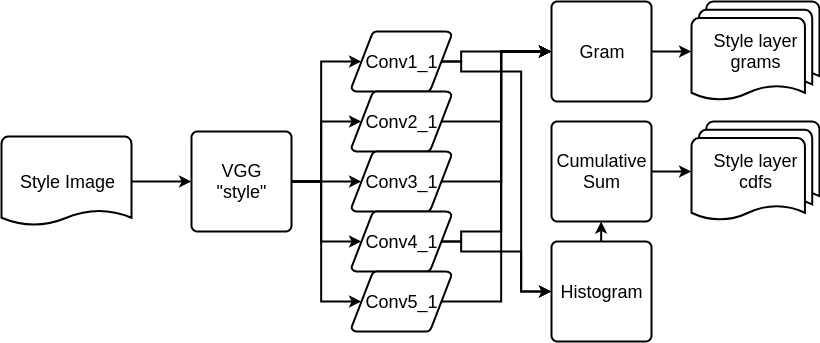 Style Image
VGG
"style"
Conv1_1
Conv2_1
Conv3_1
Conv4_1
Conv5_1
Gram
Style layer
grams
Cumulative
Sum
Style layer
cdfs
Histogram